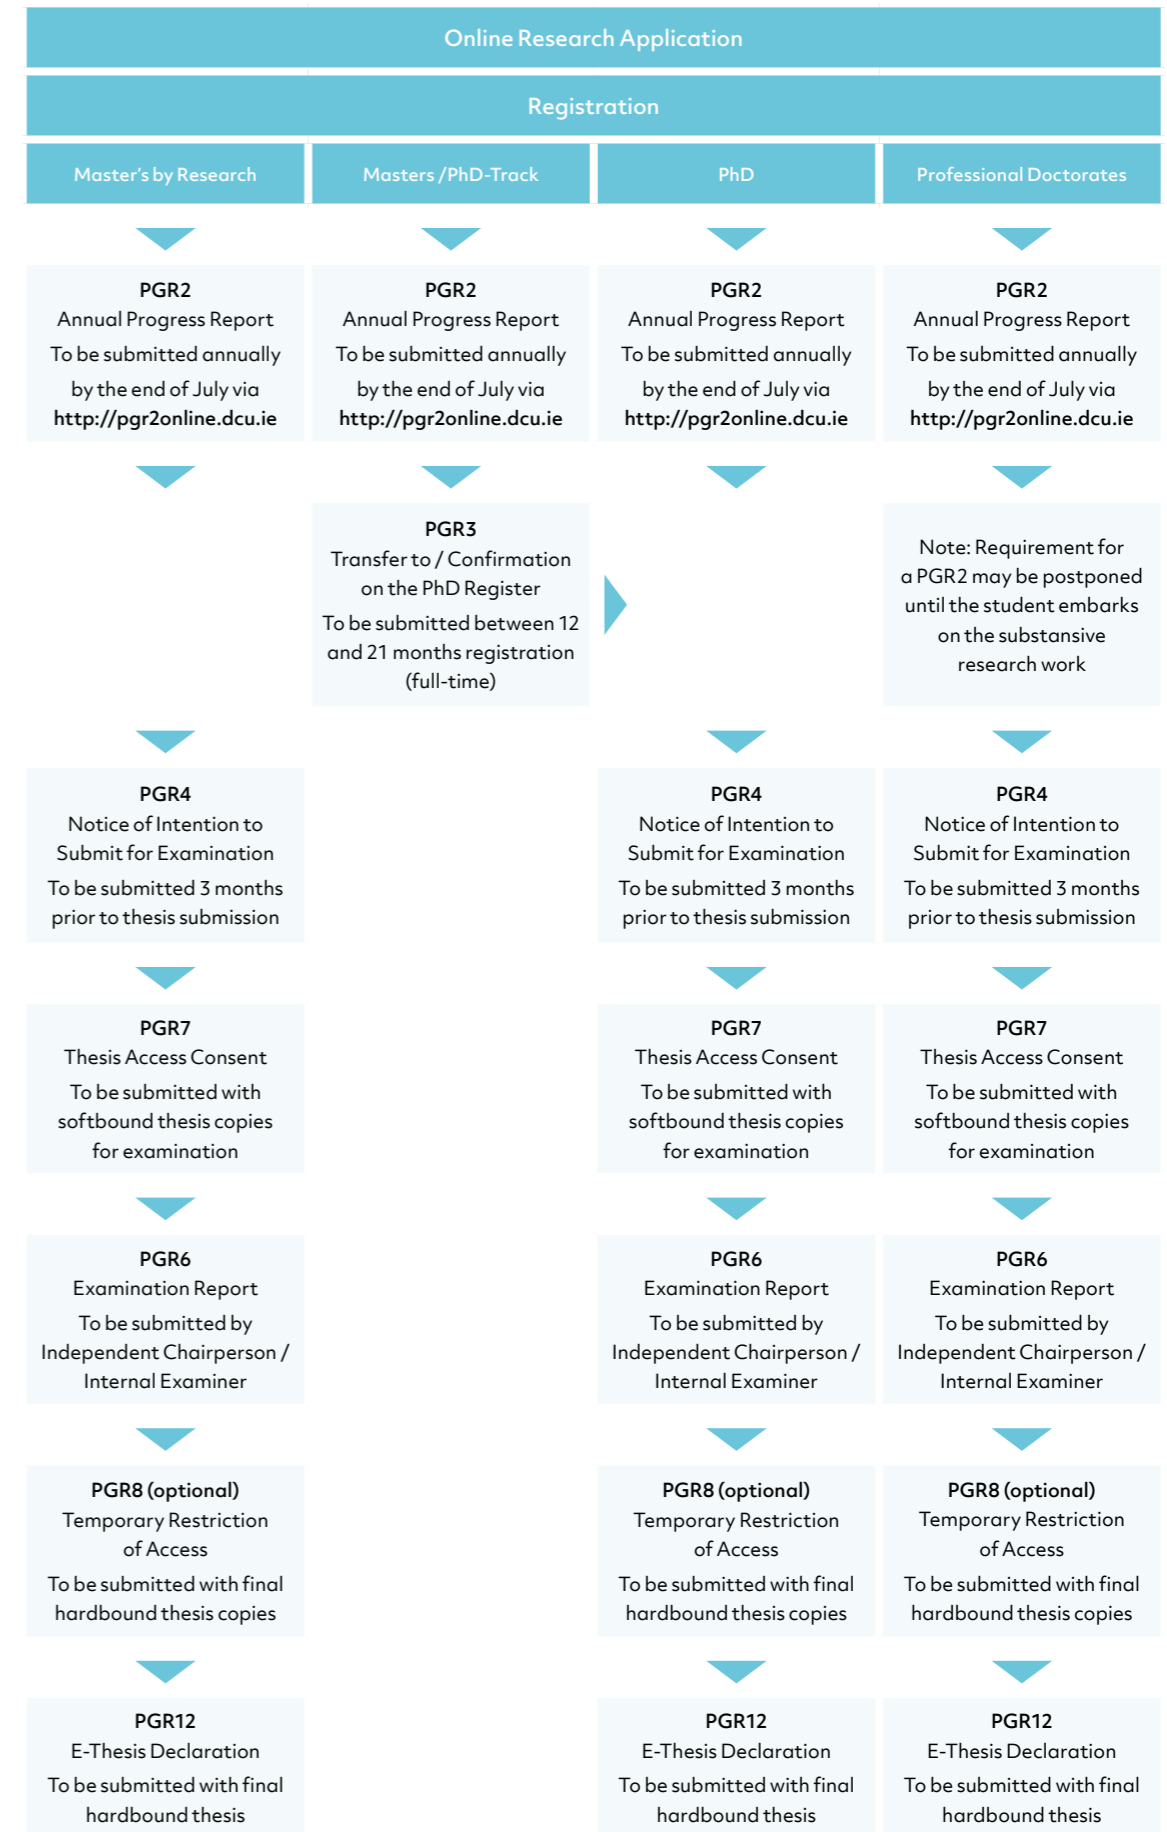 Online Research Application
Registration
Master's by Research
Masters /PhD-Track
PhD
Professional Doctorates
PGR2
Annual Progress Report
To be submitted annually
by the end of July via
http://pgr2online.dcu.ie
PGR2
Annual Progress Report
To be submitted annually
by the end of July via
http://pgr2online.dcu.ie
PGR2
Annual Progress Report
To be submitted annually
by the end of July via
http://pgr2online.dcu.ie
PGR2
Annual Progress Report
To be submitted annually
by the end of July via
http://pgr2online.dcu.ie
PGR3
Transfer to / Confirmation
on the PhD Register
To be submitted between 12
and 21 months registration
(full-time)
Note: Requirement for
a PGR2 may be postponed
until the student embarks
on the substansive
research work
PGR4
Notice of Intention to
Submit for Examination
To be submitted 3 months
prior to thesis submission
PGR4
Notice of Intention to
Submit for Examination
To be submitted 3 months
prior to thesis submission
PGR4
Notice of Intention to
Submit for Examination
To be submitted 3 months
prior to thesis submission
PGR7
Thesis Access Consent
To be submitted with
softbound thesis copies
for examination
PGR7
Thesis Access Consent
To be submitted with
softbound thesis copies
for examination
PGR7
Thesis Access Consent
To be submitted with
softbound thesis copies
for examination
PGR6
Examination Report
To be submitted by
Independent Chairperson /
Internal Examiner
PGR6
Examination Report
To be submitted by
Independent Chairperson /
Internal Examiner
PGR6
Examination Report
To be submitted by
Independent Chairperson /
Internal Examiner
PGR8 (optional)
Temporary Restriction
of Access
To be submitted with final
hardbound thesis copies
PGR8 (optional)
Temporary Restriction
of Access
To be submitted with final
hardbound thesis copies
PGR8 (optional)
Temporary Restriction
of Access
To be submitted with final
hardbound thesis copies
PGR12
E-Thesis Declaration
To be submitted with final
hardbound thesis
PGR12
E-Thesis Declaration
To be submitted with final
hardbound thesis
PGR12
E-Thesis Declaration
To be submitted with final
hardbound thesis